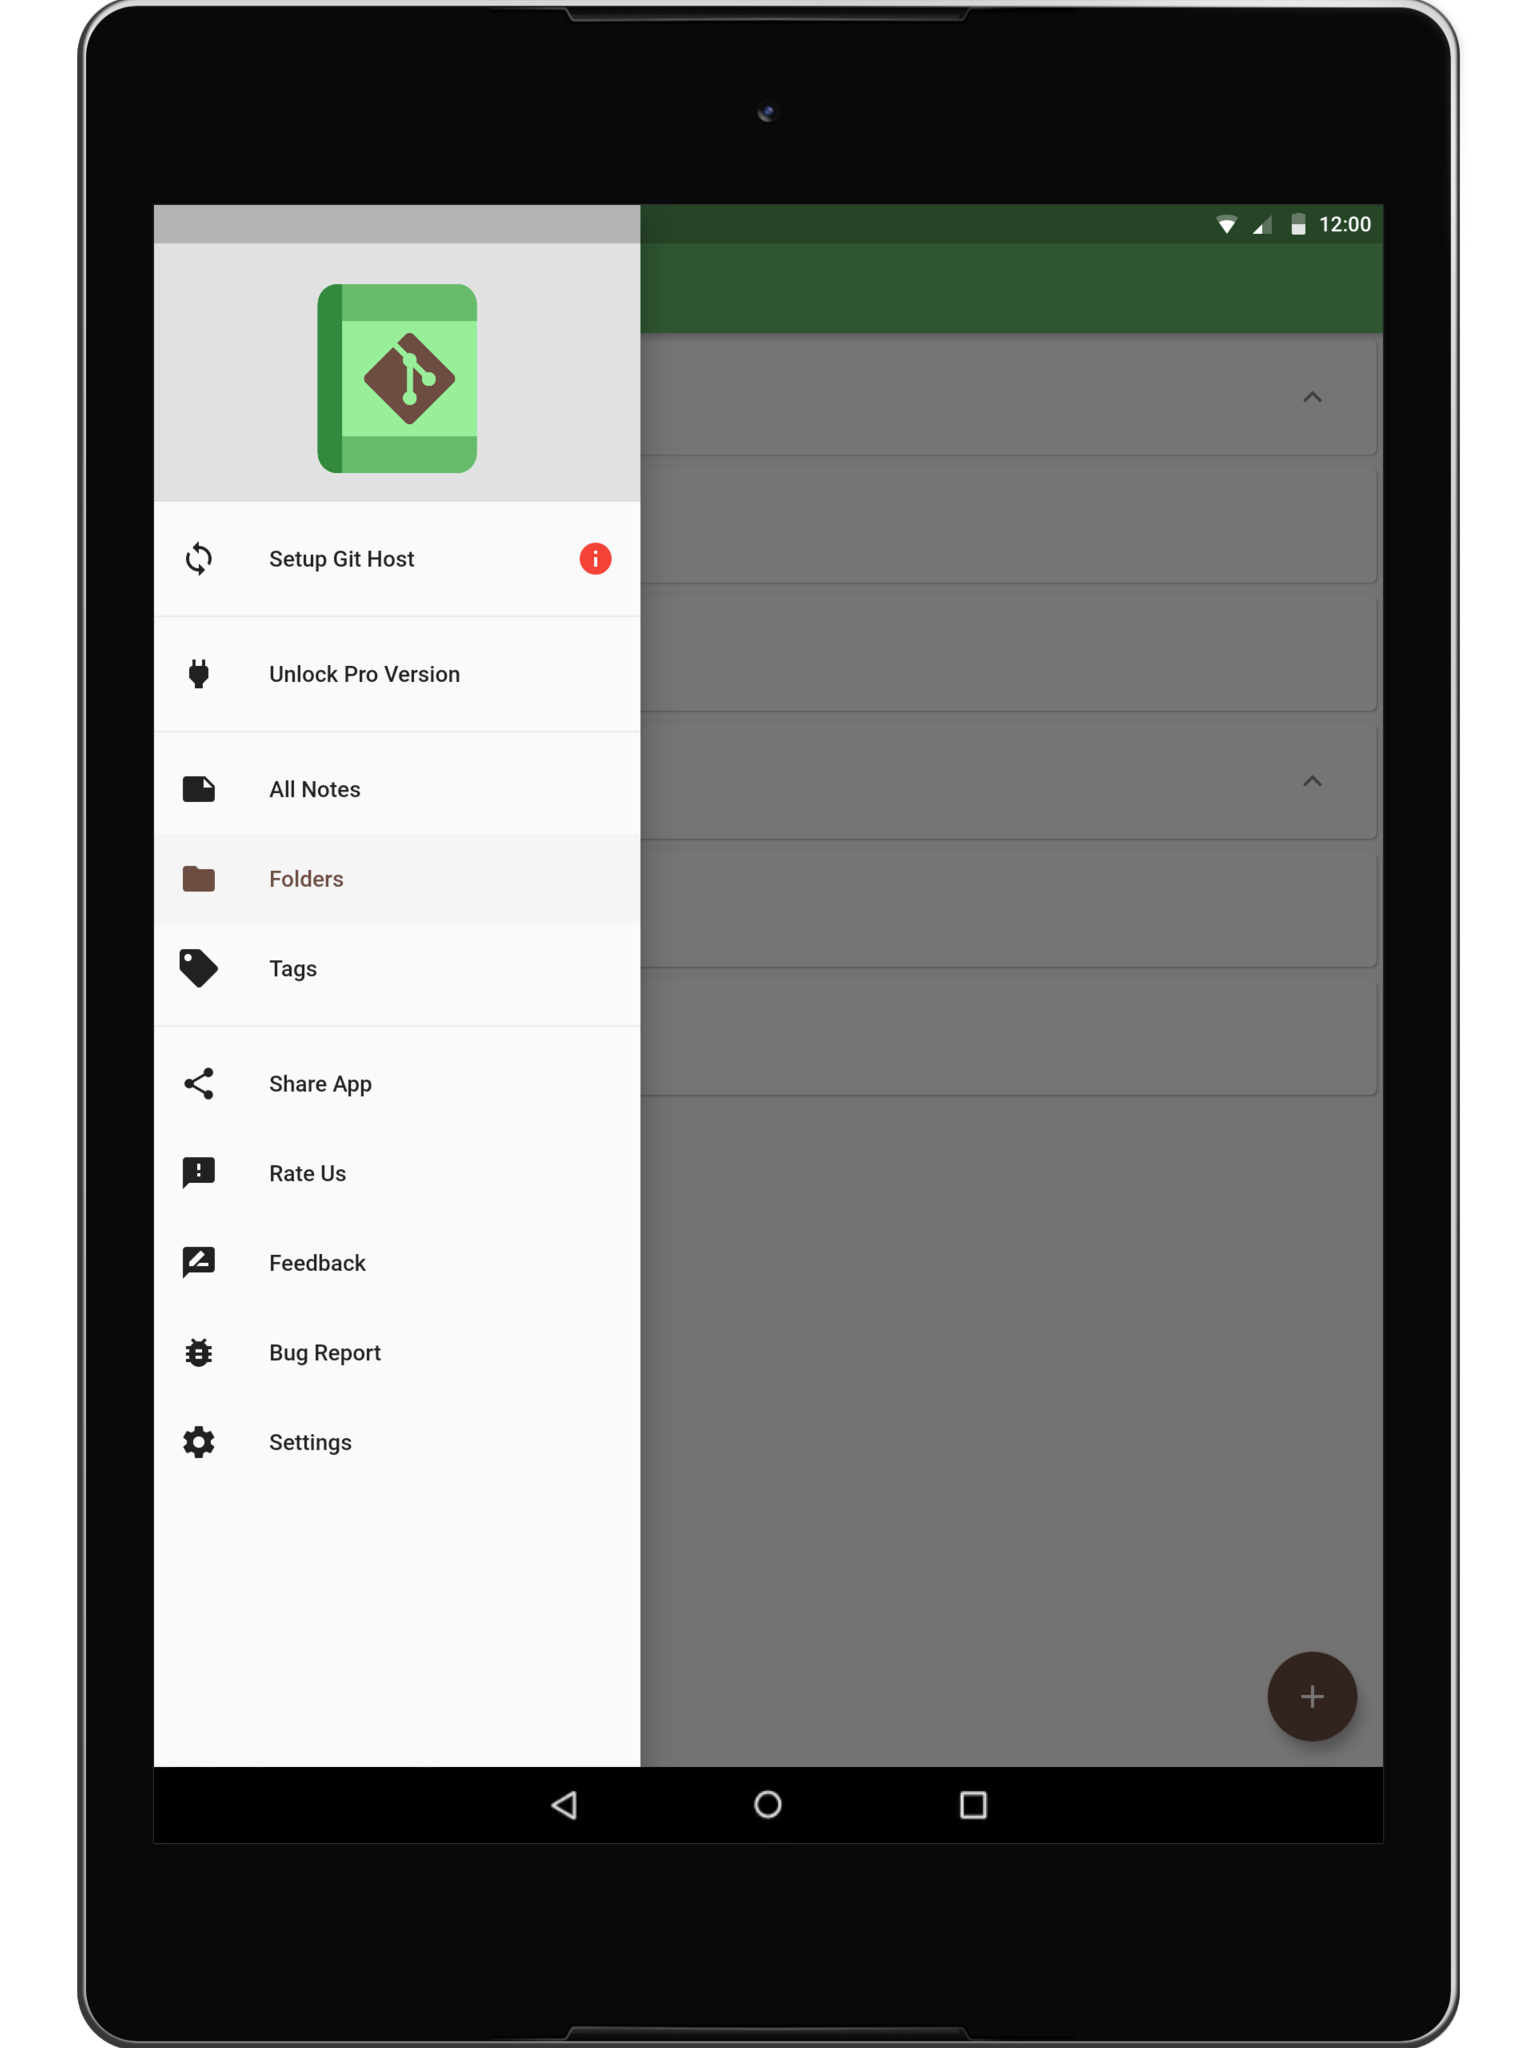 12:00
Setup Git Host
Unlock Pro Version
All Notes
Folders
Tags
Share App
Rate Us
Feedback
Bug Report
Settings